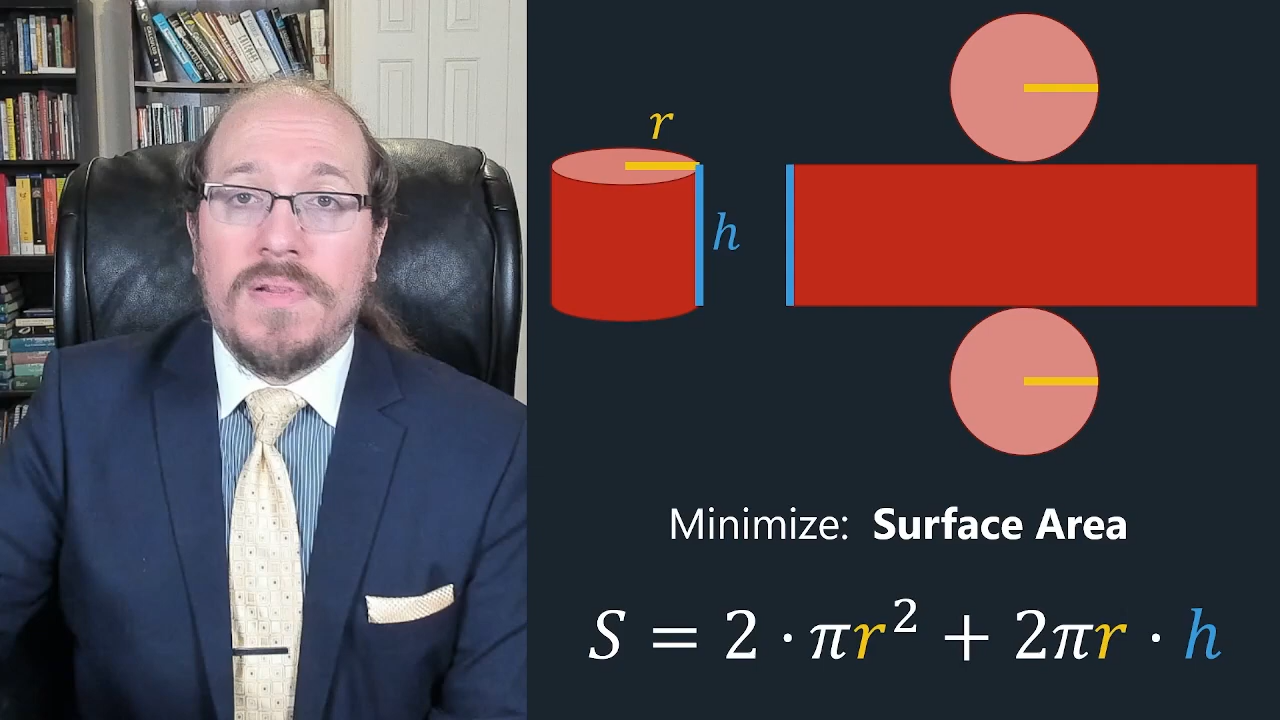 r
h
Minimize: Surface Area
S = 2 · πr² + 2πr · h